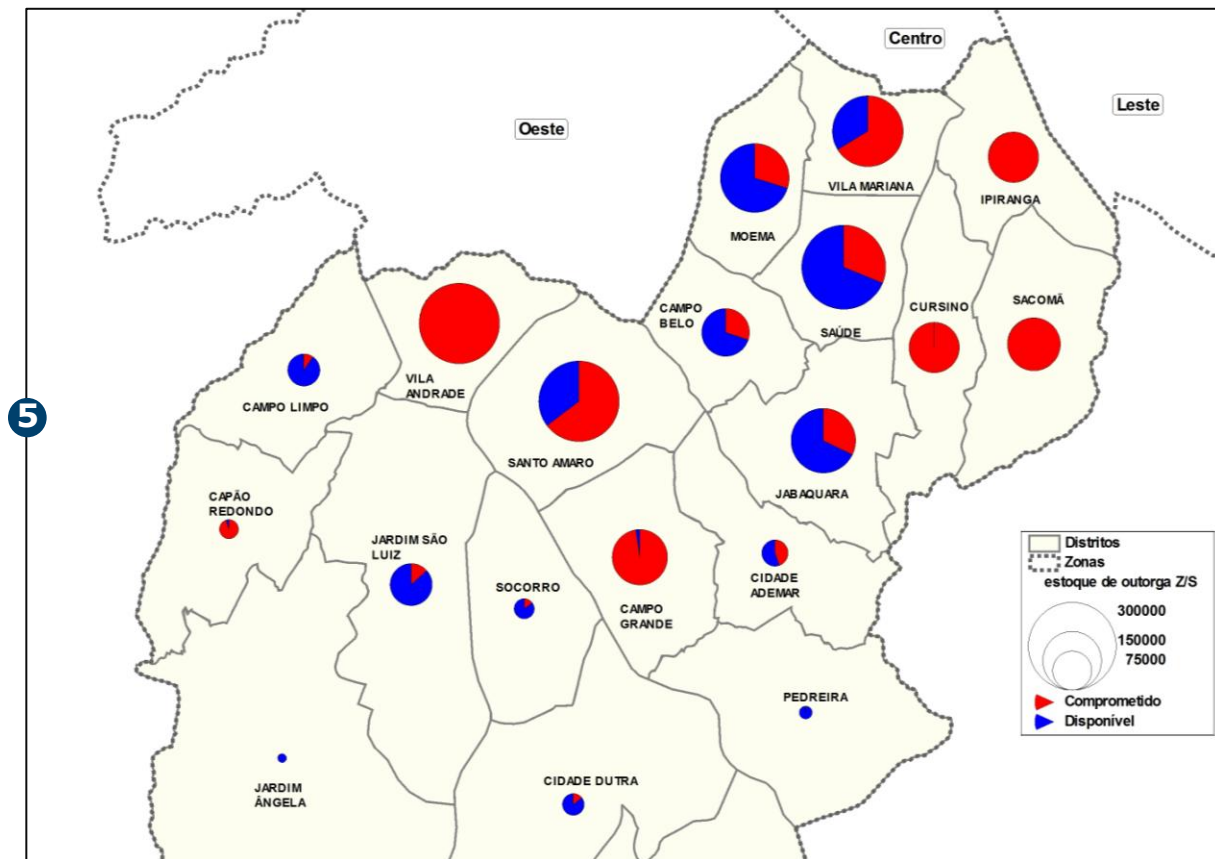 Centro
Oeste
Leste
VILA MARIANA
IPIRANGA
MOEMA
CAMPO
BELO
SAÚDE
CURSINO
SACOMÃ
VILA
ANDRADE
CAMPO LIMPO
5
SANTO AMARO
JABAQUARA
CAPÃO
REDONDO
JARDIM SÃO
LUIZ
SOCORRO
CAMPO
GRANDE
CIDADE
ADEMAR
PEDREIRA
JARDIM
ÂNGELA
CIDADE DUTRA
Distritos
Zonas
estoque de outorga Z/S
300000
150000
75000
Comprometido
Disponível